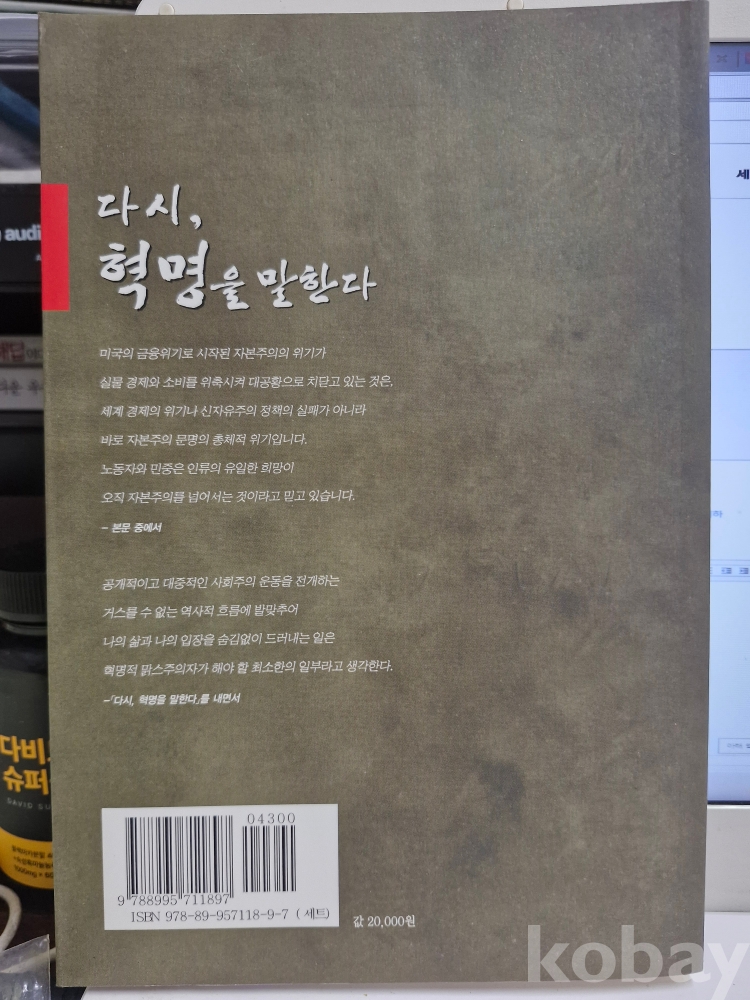 다시,
혁명을 말한다
미국의 금융위기로 시작된 자본주의의 위기가
실물 경제와 소비를 위축시켜 대공황으로 치닫고 있는 것은,
세계 경제의 위기나 신자유주의 정책의 실패가 아니라
바로 자본주의 문명의 총체적 위기입니다.
노동자와 민중은 인류의 유일한 희망이
오직 자본주의를 넘어서는 것이라고 믿고 있습니다.
- 본문 중에서
공개적이고 대중적인 사회주의 운동을 전개하는
거스를 수 없는 역사적 흐름에 발맞추어
나의 삶과 나의 입장을 숨김없이 드러내는 일은
혁명적 맑스주의자가 해야 할 최소한의 일부라고 생각한다.
-「다시, 혁명을 말한다」를 내면서
04300
9 788995 711897
ISBN 978-89-957118-9-7 (세트)
값 20,000원
audi
다비
슈퍼
DAVID
kobay